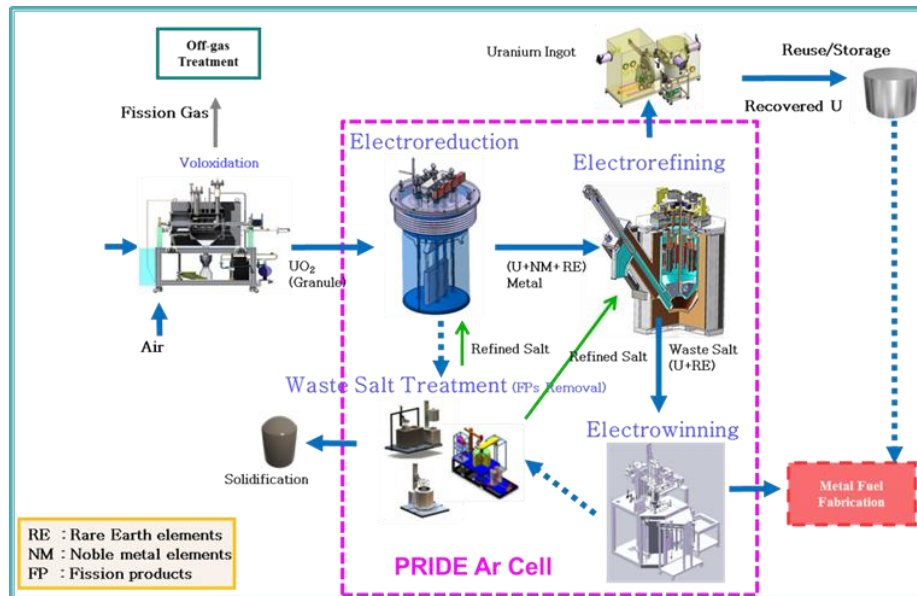 Off-gas
Treatment
Fission Gas
Voloxidation
Air
UO₂
(Granule)
Electroreduction
(U+NM+RE)
Metal
Electrorefining
Uranium Ingot
Reuse/Storage
Recovered U
Refined Salt
Refined Salt
Waste Salt
(U+RE)
Waste Salt Treatment (FPs Removal)
Solidification
Electrowinning
Metal Fuel
Fabrication
PRIDE Ar Cell
RE : Rare Earth elements
NM : Noble metal elements
FP : Fission products